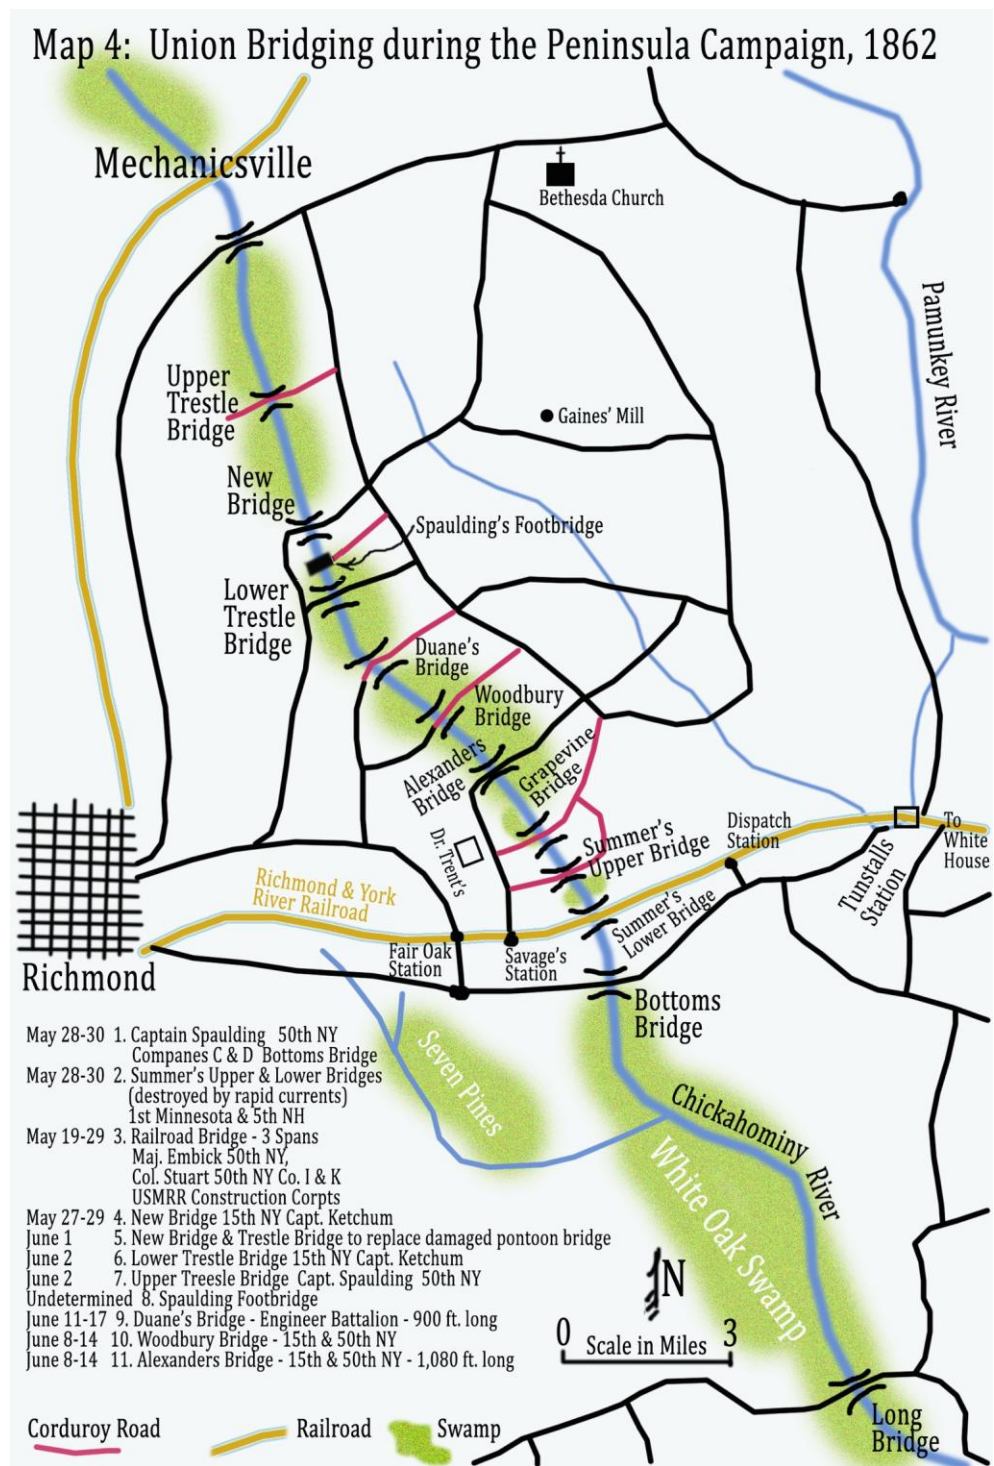 Map 4: Union Bridging during the Peninsula Campaign, 1862
Mechanicsville
Bethesda Church
Pamunkey River
Upper
Trestle
Bridge
Gaines' Mill
New
Bridge
Spaulding's Footbridge
Lower
Trestle
Bridge
Duane's
Bridge
Woodbury
Bridge
Alexanders
Bridge
Grapevine
Bridge
Dr. Trent's
Summer's
Upper Bridge
Dispatch
Station
To
White
House
Tunstalls
Station
Richmond & York
River Railroad
Summer's
Lower Bridge
Fair Oak
Station
Savage's
Station
Richmond
Bottoms
Bridge
Seven Pines
Chickahominy
River
White Oak Swamp
May 28-30 1. Captain Spaulding 50th NY
Companes C & D Bottoms Bridge
May 28-30 2. Summer's Upper & Lower Bridges
(destroyed by rapid currents)
1st Minnesota & 5th NH
May 19-29 3. Railroad Bridge - 3 Spans
Maj. Embick 50th NY,
Col. Stuart 50th NY Co. I & K
USMRR Construction Corpts
May 27-29 4. New Bridge 15th NY Capt. Ketchum
June 1 5. New Bridge & Trestle Bridge to replace damaged pontoon bridge
June 2 6. Lower Trestle Bridge 15th NY Capt. Ketchum
June 2 7. Upper Treesle Bridge Capt. Spaulding 50th NY
Undetermined 8. Spaulding Footbridge
June 11-17 9. Duane's Bridge - Engineer Battalion - 900 ft. long
June 8-14 10. Woodbury Bridge - 15th & 50th NY
June 8-14 11. Alexanders Bridge - 15th & 50th NY - 1,080 ft. long
N
0 3
Scale in Miles
Long
Bridge
Corduroy Road
Railroad
Swamp